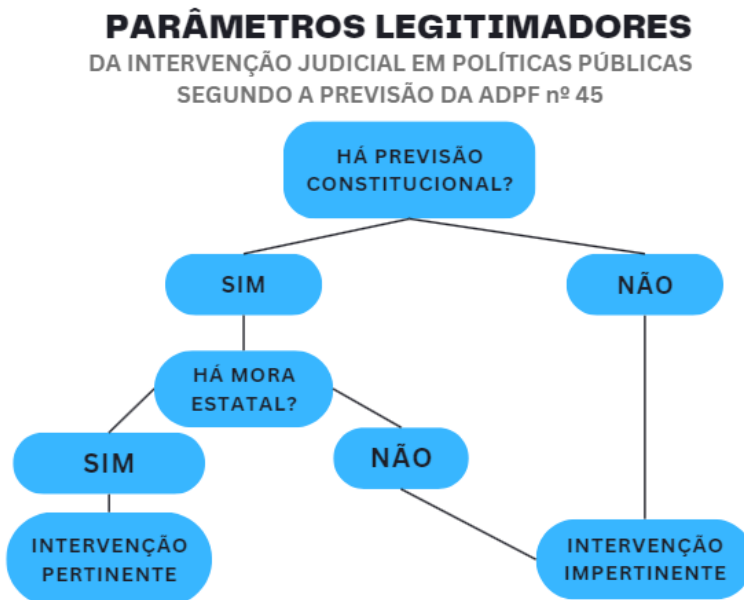 PARÂMETROS LEGITIMADORES
DA INTERVENÇÃO JUDICIAL EM POLÍTICAS PÚBLICAS
SEGUNDO A PREVISÃO DA ADPF nº 45
HÁ PREVISÃO
CONSTITUCIONAL?
SIM
NÃO
HÁ MORA
ESTATAL?
SIM
NÃO
INTERVENÇÃO
PERTINENTE
INTERVENÇÃO
IMPERTINENTE